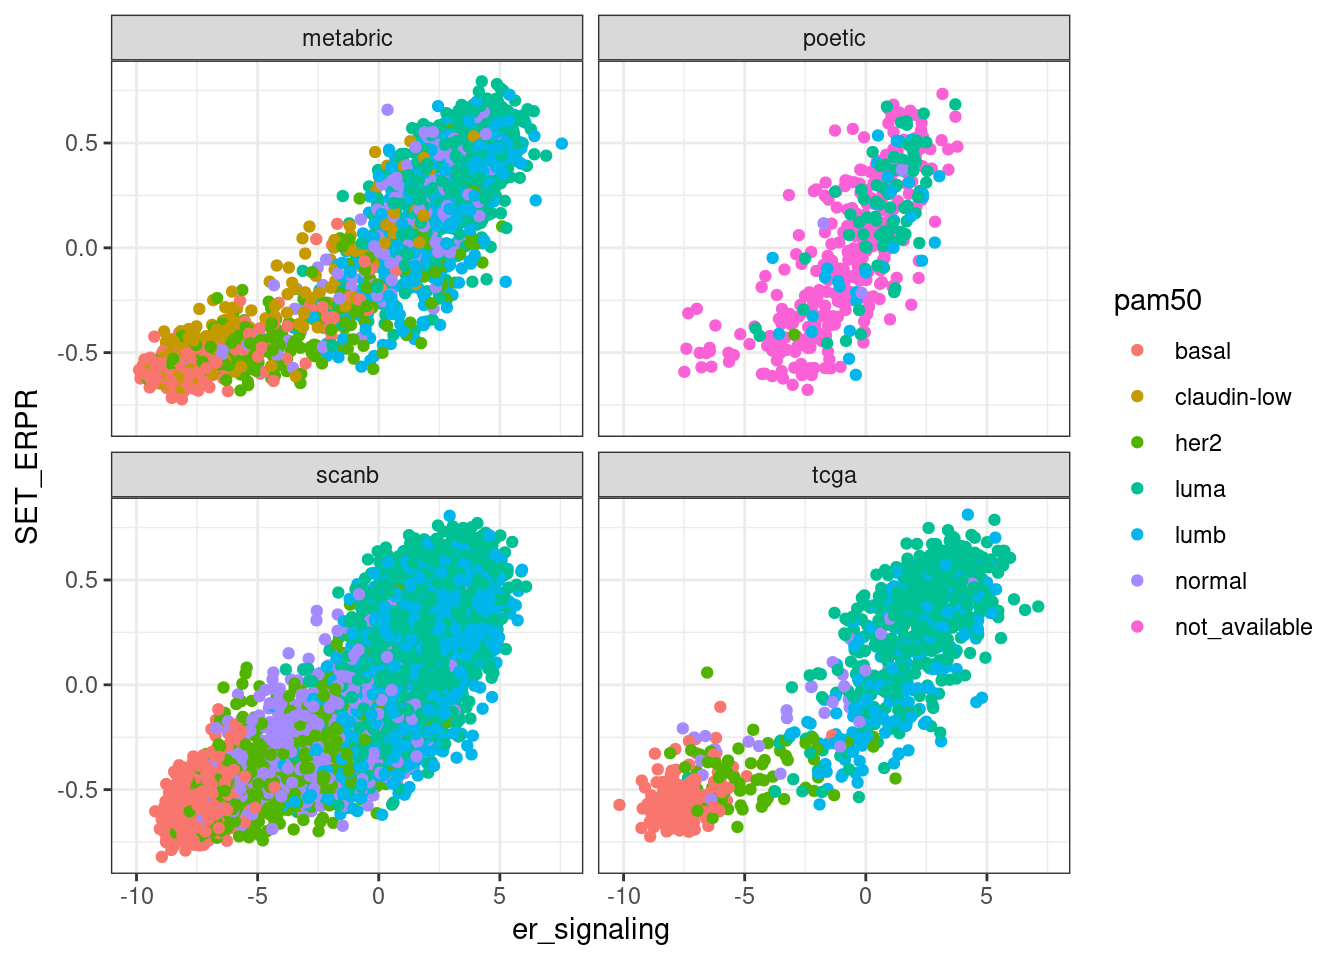 metabric
poetic
0.5
0.0
-0.5
scanb
tcga
0.5
0.0
-0.5
-10 -5 0 5
-10 -5 0 5
er_signaling
SET_ERPR
pam50
basal
claudin-low
her2
luma
lumb
normal
not_available